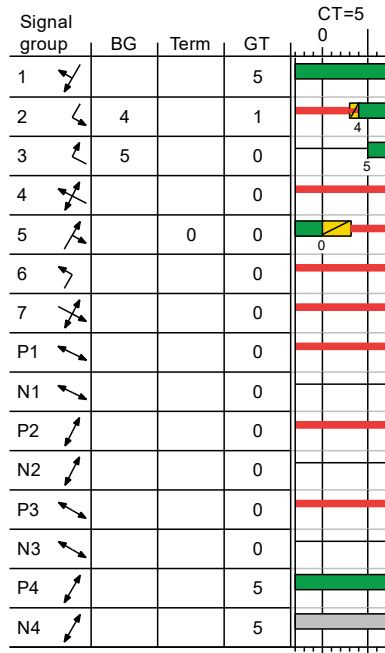 Signal group BG Term GT CT=5
0
1 5
2 4 1 4
3 5 0 5
4 0
5 0 0 0
6 0
7 0
P1 0
N1 0
P2 0
N2 0
P3 0
N3 0
P4 5
N4 5